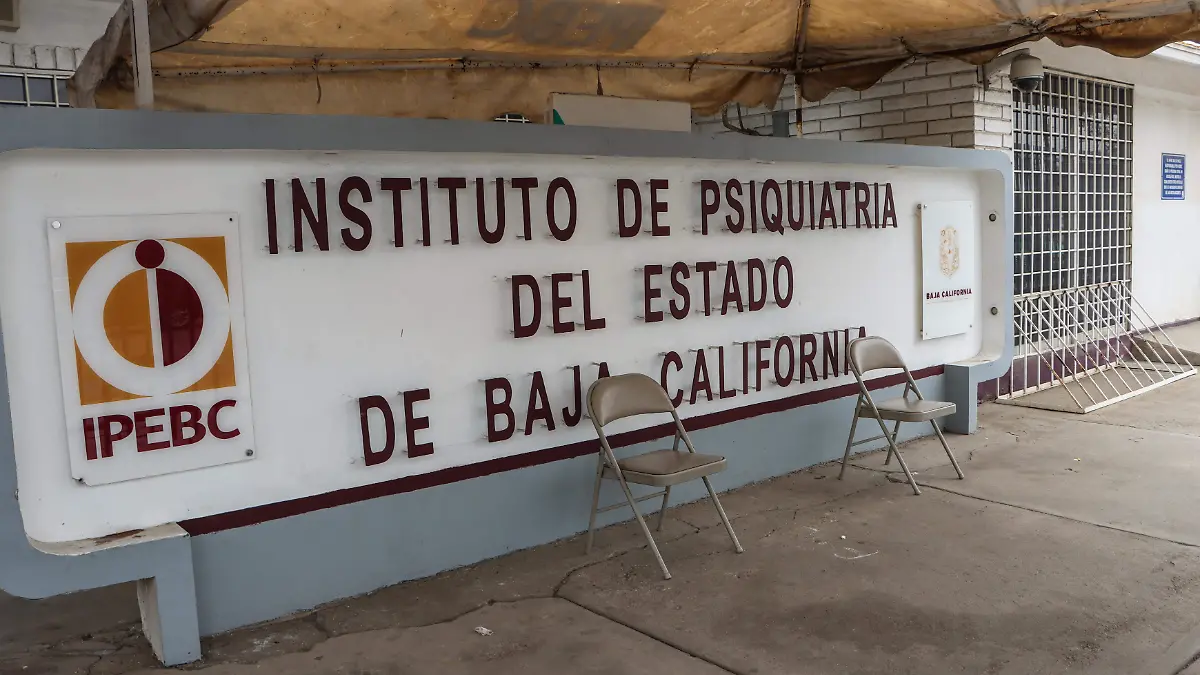 INSTITUTO DE PSIQUIATRIA
DEL ESTADO
DE BAJA CALIFORNIA
IPEBC
BAJA CALIFORNIA